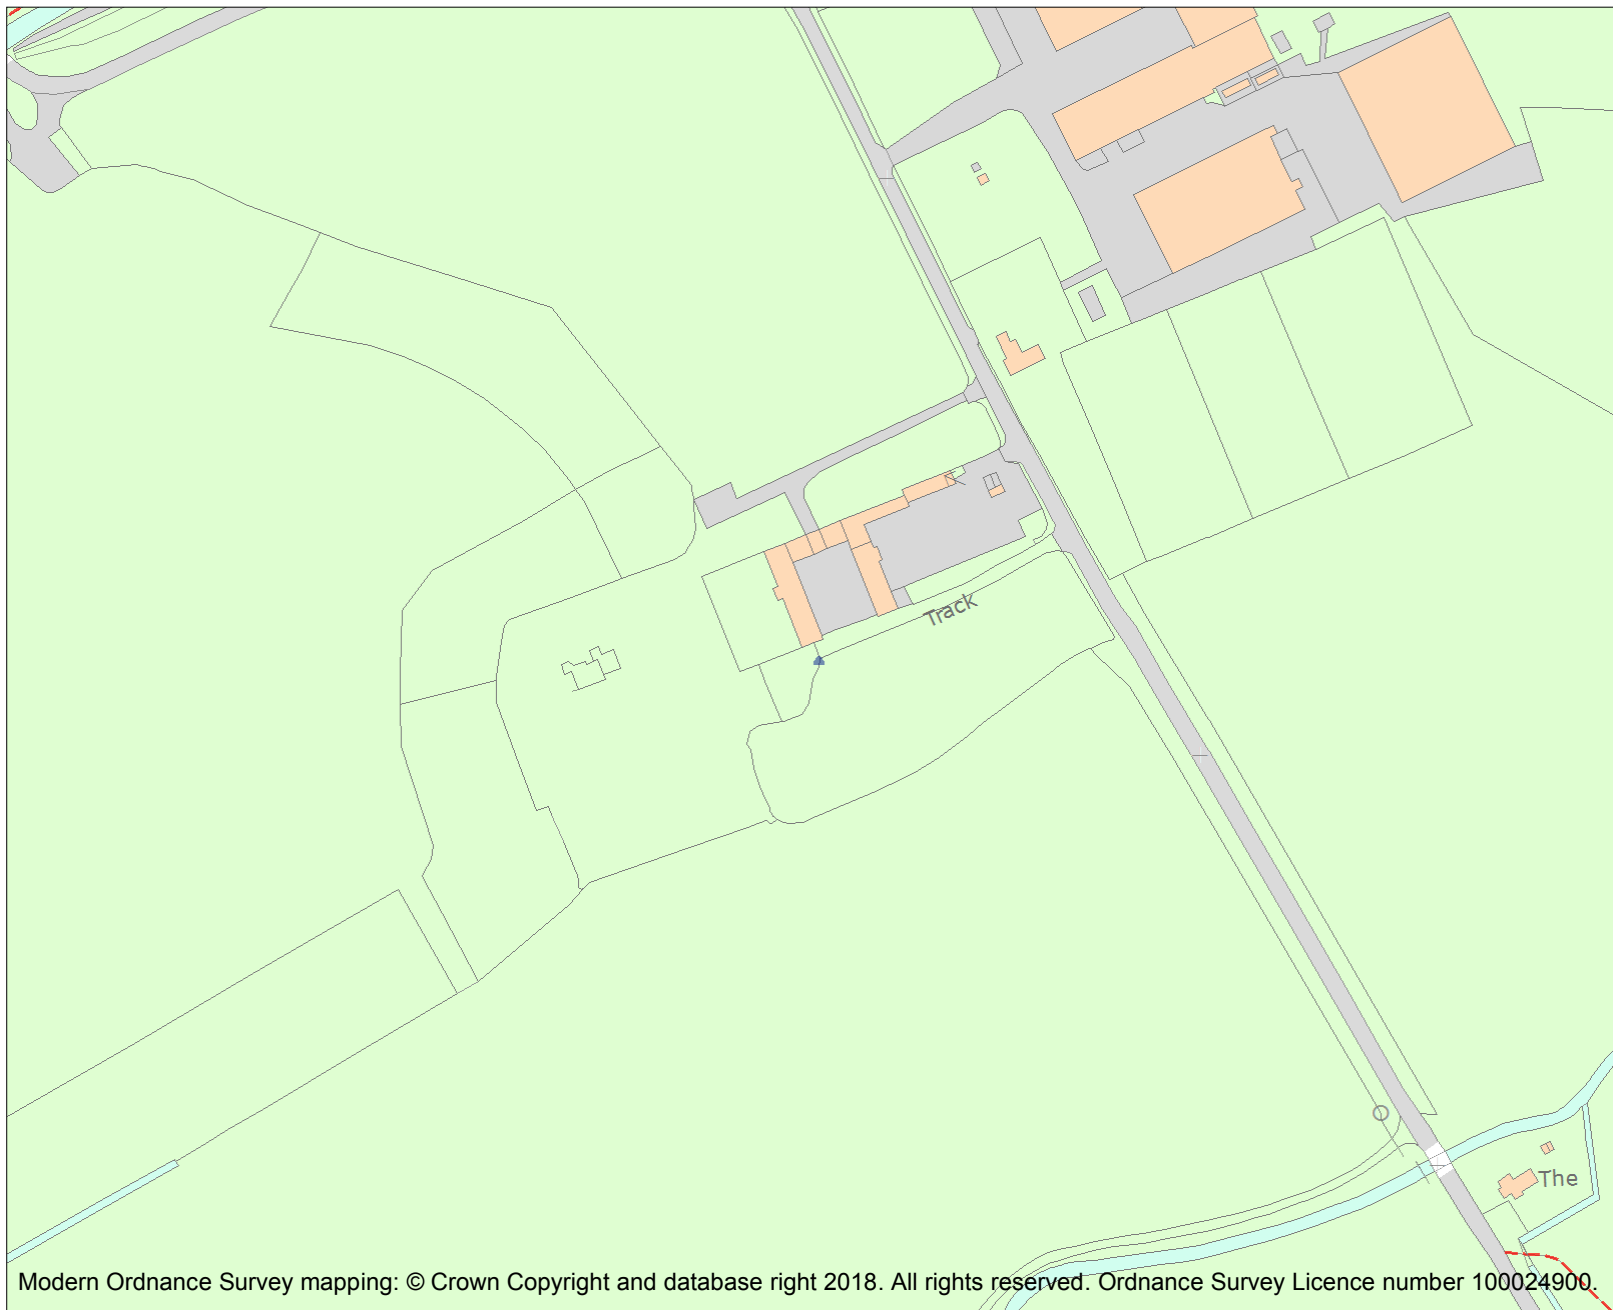 Track
The
Modern Ordnance Survey mapping: © Crown Copyright and database right 2018. All rights reserved. Ordnance Survey Licence number 100024900.